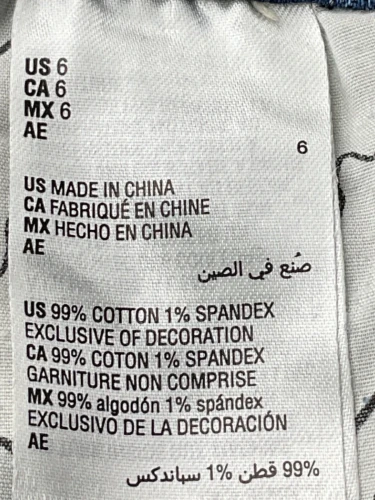 US 6
CA 6
MX 6
AE
6
US MADE IN CHINA
CA FABRIQUÉ EN CHINE
MX HECHO EN CHINA
AE
صُنع في الصين
US 99% COTTON 1% SPANDEX
EXCLUSIVE OF DECORATION
CA 99% COTON 1% SPANDEX
GARNITURE NON COMPRISE
MX 99% algodón 1% spándex
EXCLUSIVO DE LA DECORACIÓN
AE
99% قطن 1% سباندكس